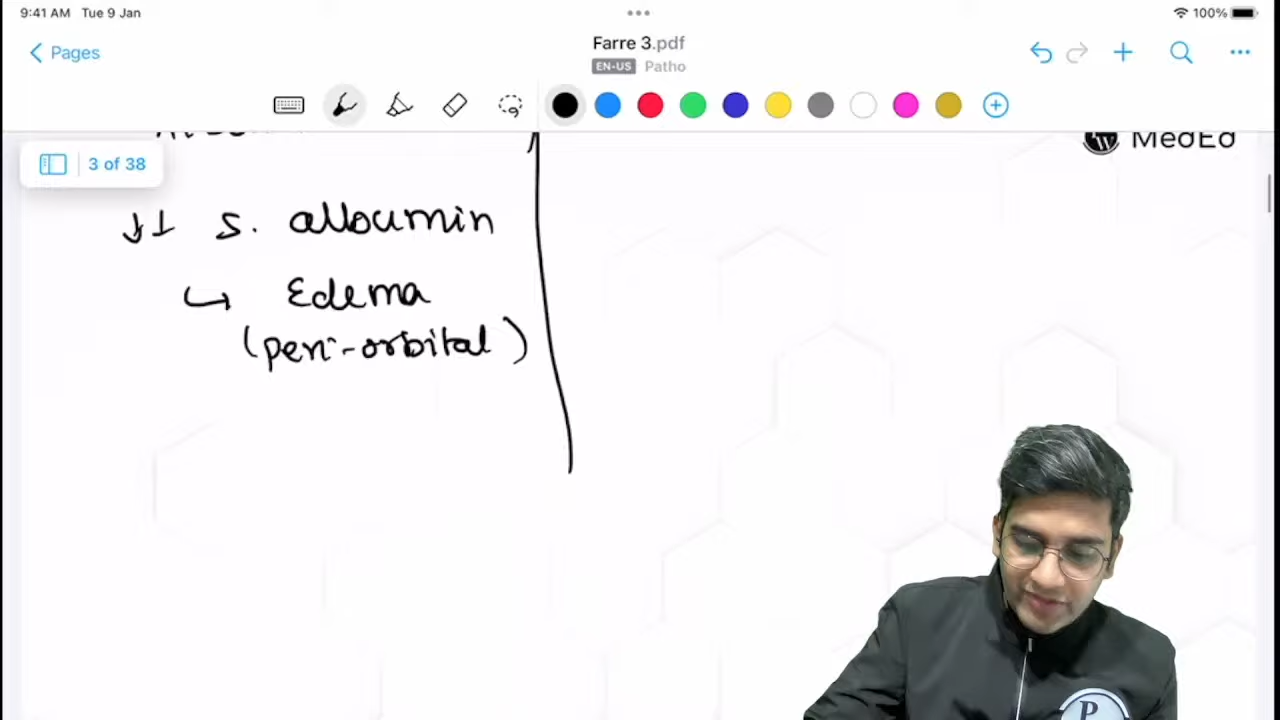 9:41 AM Tue 9 Jan
100%
Pages
Farre 3.pdf
EN-US Patho
MedEd
3 of 38
↓↓ S. albumin
↳ Edema
(peri-orbital)
P